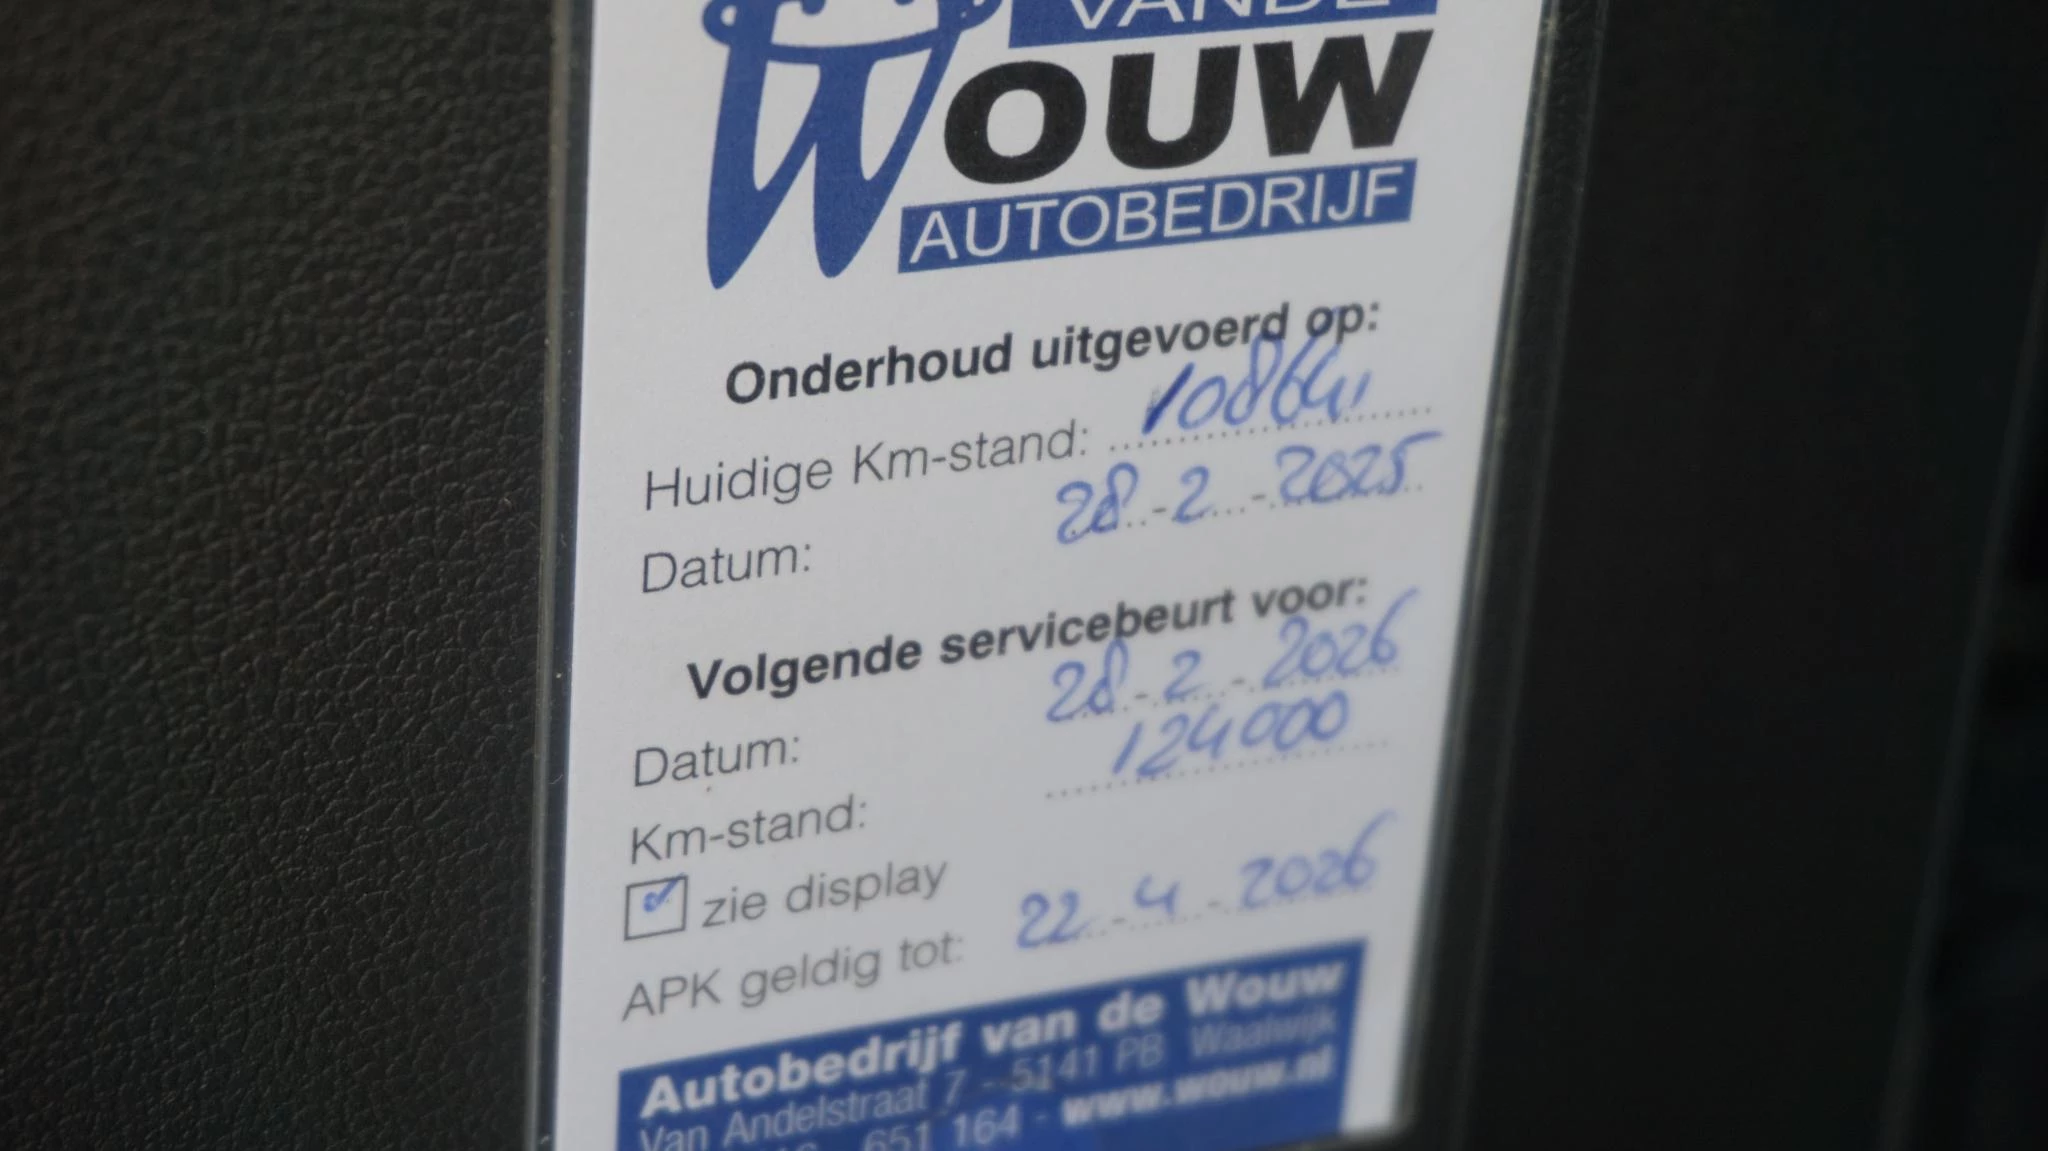 VAN DE
WOUW
AUTOBEDRIJF
Onderhoud uitgevoerd op:
Huidige Km-stand: 108641
Datum: 28-2-2025
Volgende servicebeurt voor:
Datum: 28-2-2026
Km-stand: 124000
zie display
APK geldig tot: 22-4-2026
Autobedrijf van de Wouw
Van Andelstraat 7 - 5141 PB Waalwijk
651 164 - www.wouw.nl